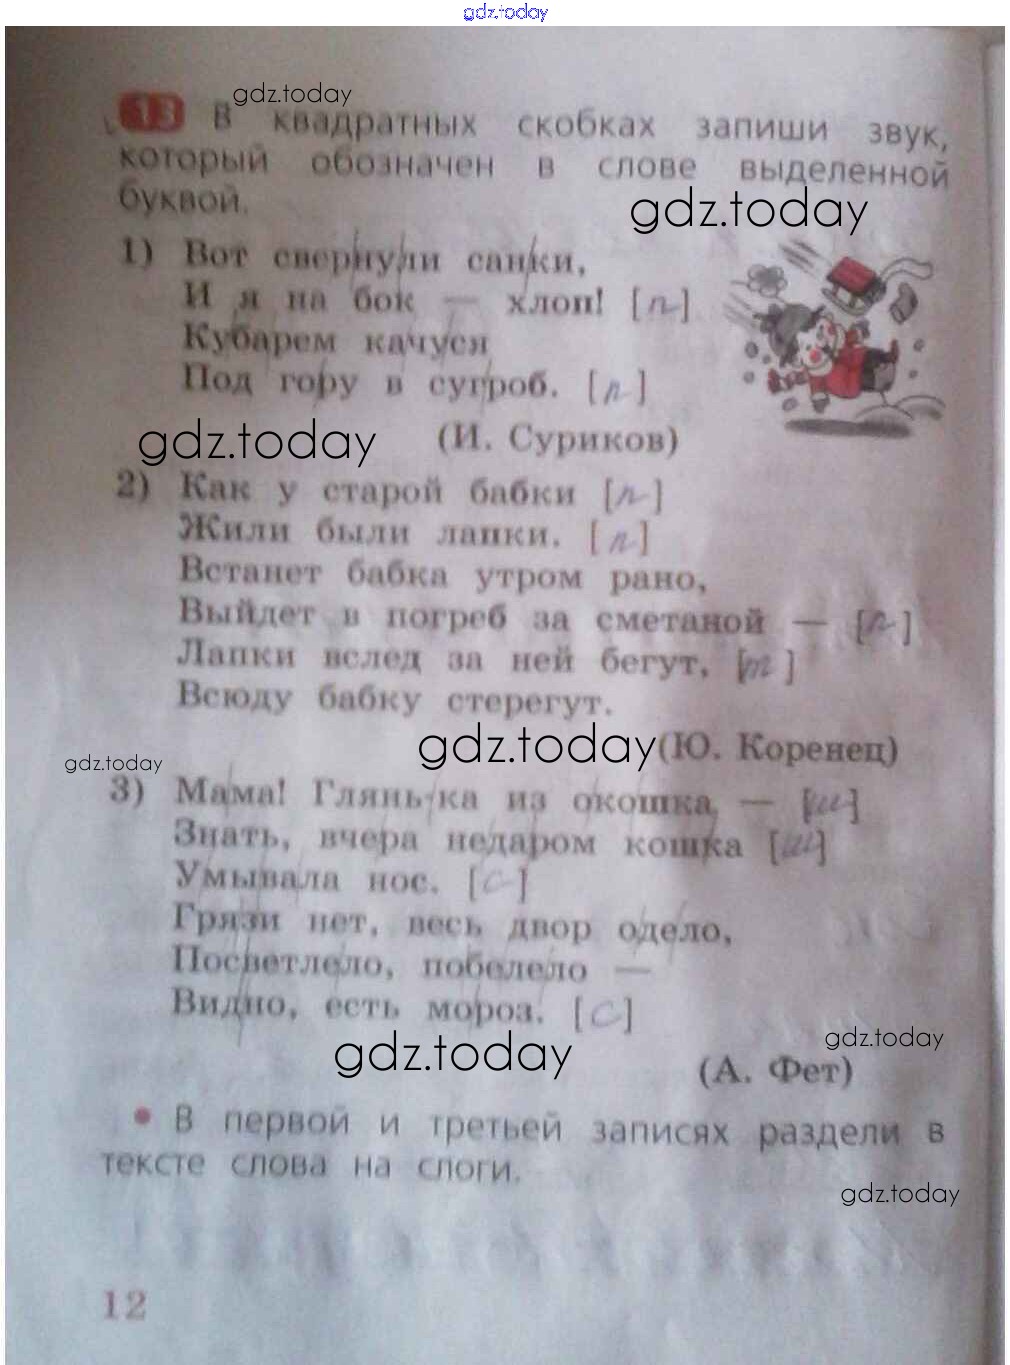 gdz.today
gdz.today
13 В квадратных скобках запиши звук,
который обозначен в слове выделенной
буквой.
gdz.today
1) Вот свернули санки,
И я на бок — хлоп! [п]
Кубарем качуся
Под гору в сугроб. [п]
gdz.today
(И. Суриков)
2) Как у старой бабки [п]
Жили были лапки. [п]
Встанет бабка утром рано,
Выйдет в погреб за сметаной — [п]
Лапки вслед за ней бегут, [т]
Всюду бабку стерегут.
gdz.today
(Ю. Коренец)
gdz.today
3) Мама! Глянь-ка из окошка — [ш]
Знать, вчера недаром кошка [ш]
Умывала нос. [с]
Грязи нет, весь двор одело,
Посветлело, побелело —
Видно, есть мороз. [с]
gdz.today
gdz.today
(А. Фет)
• В первой и третьей записях раздели в
тексте слова на слоги.
gdz.today
12